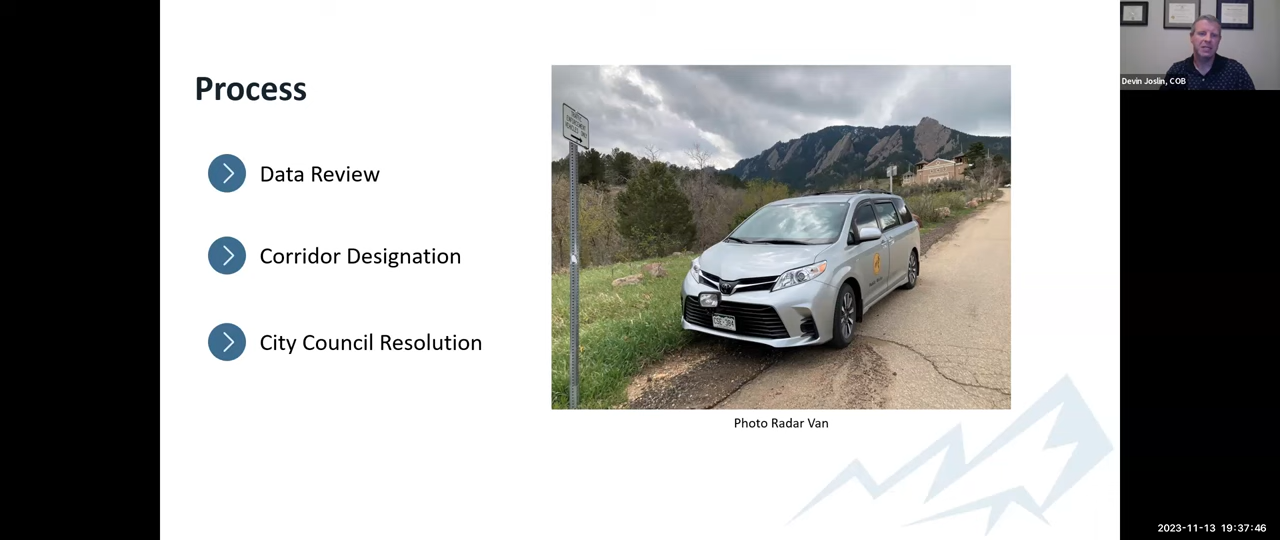 Process
Data Review
Corridor Designation
City Council Resolution
Photo Radar Van
Devin Joslin, COB
2023-11-13 19:37:46